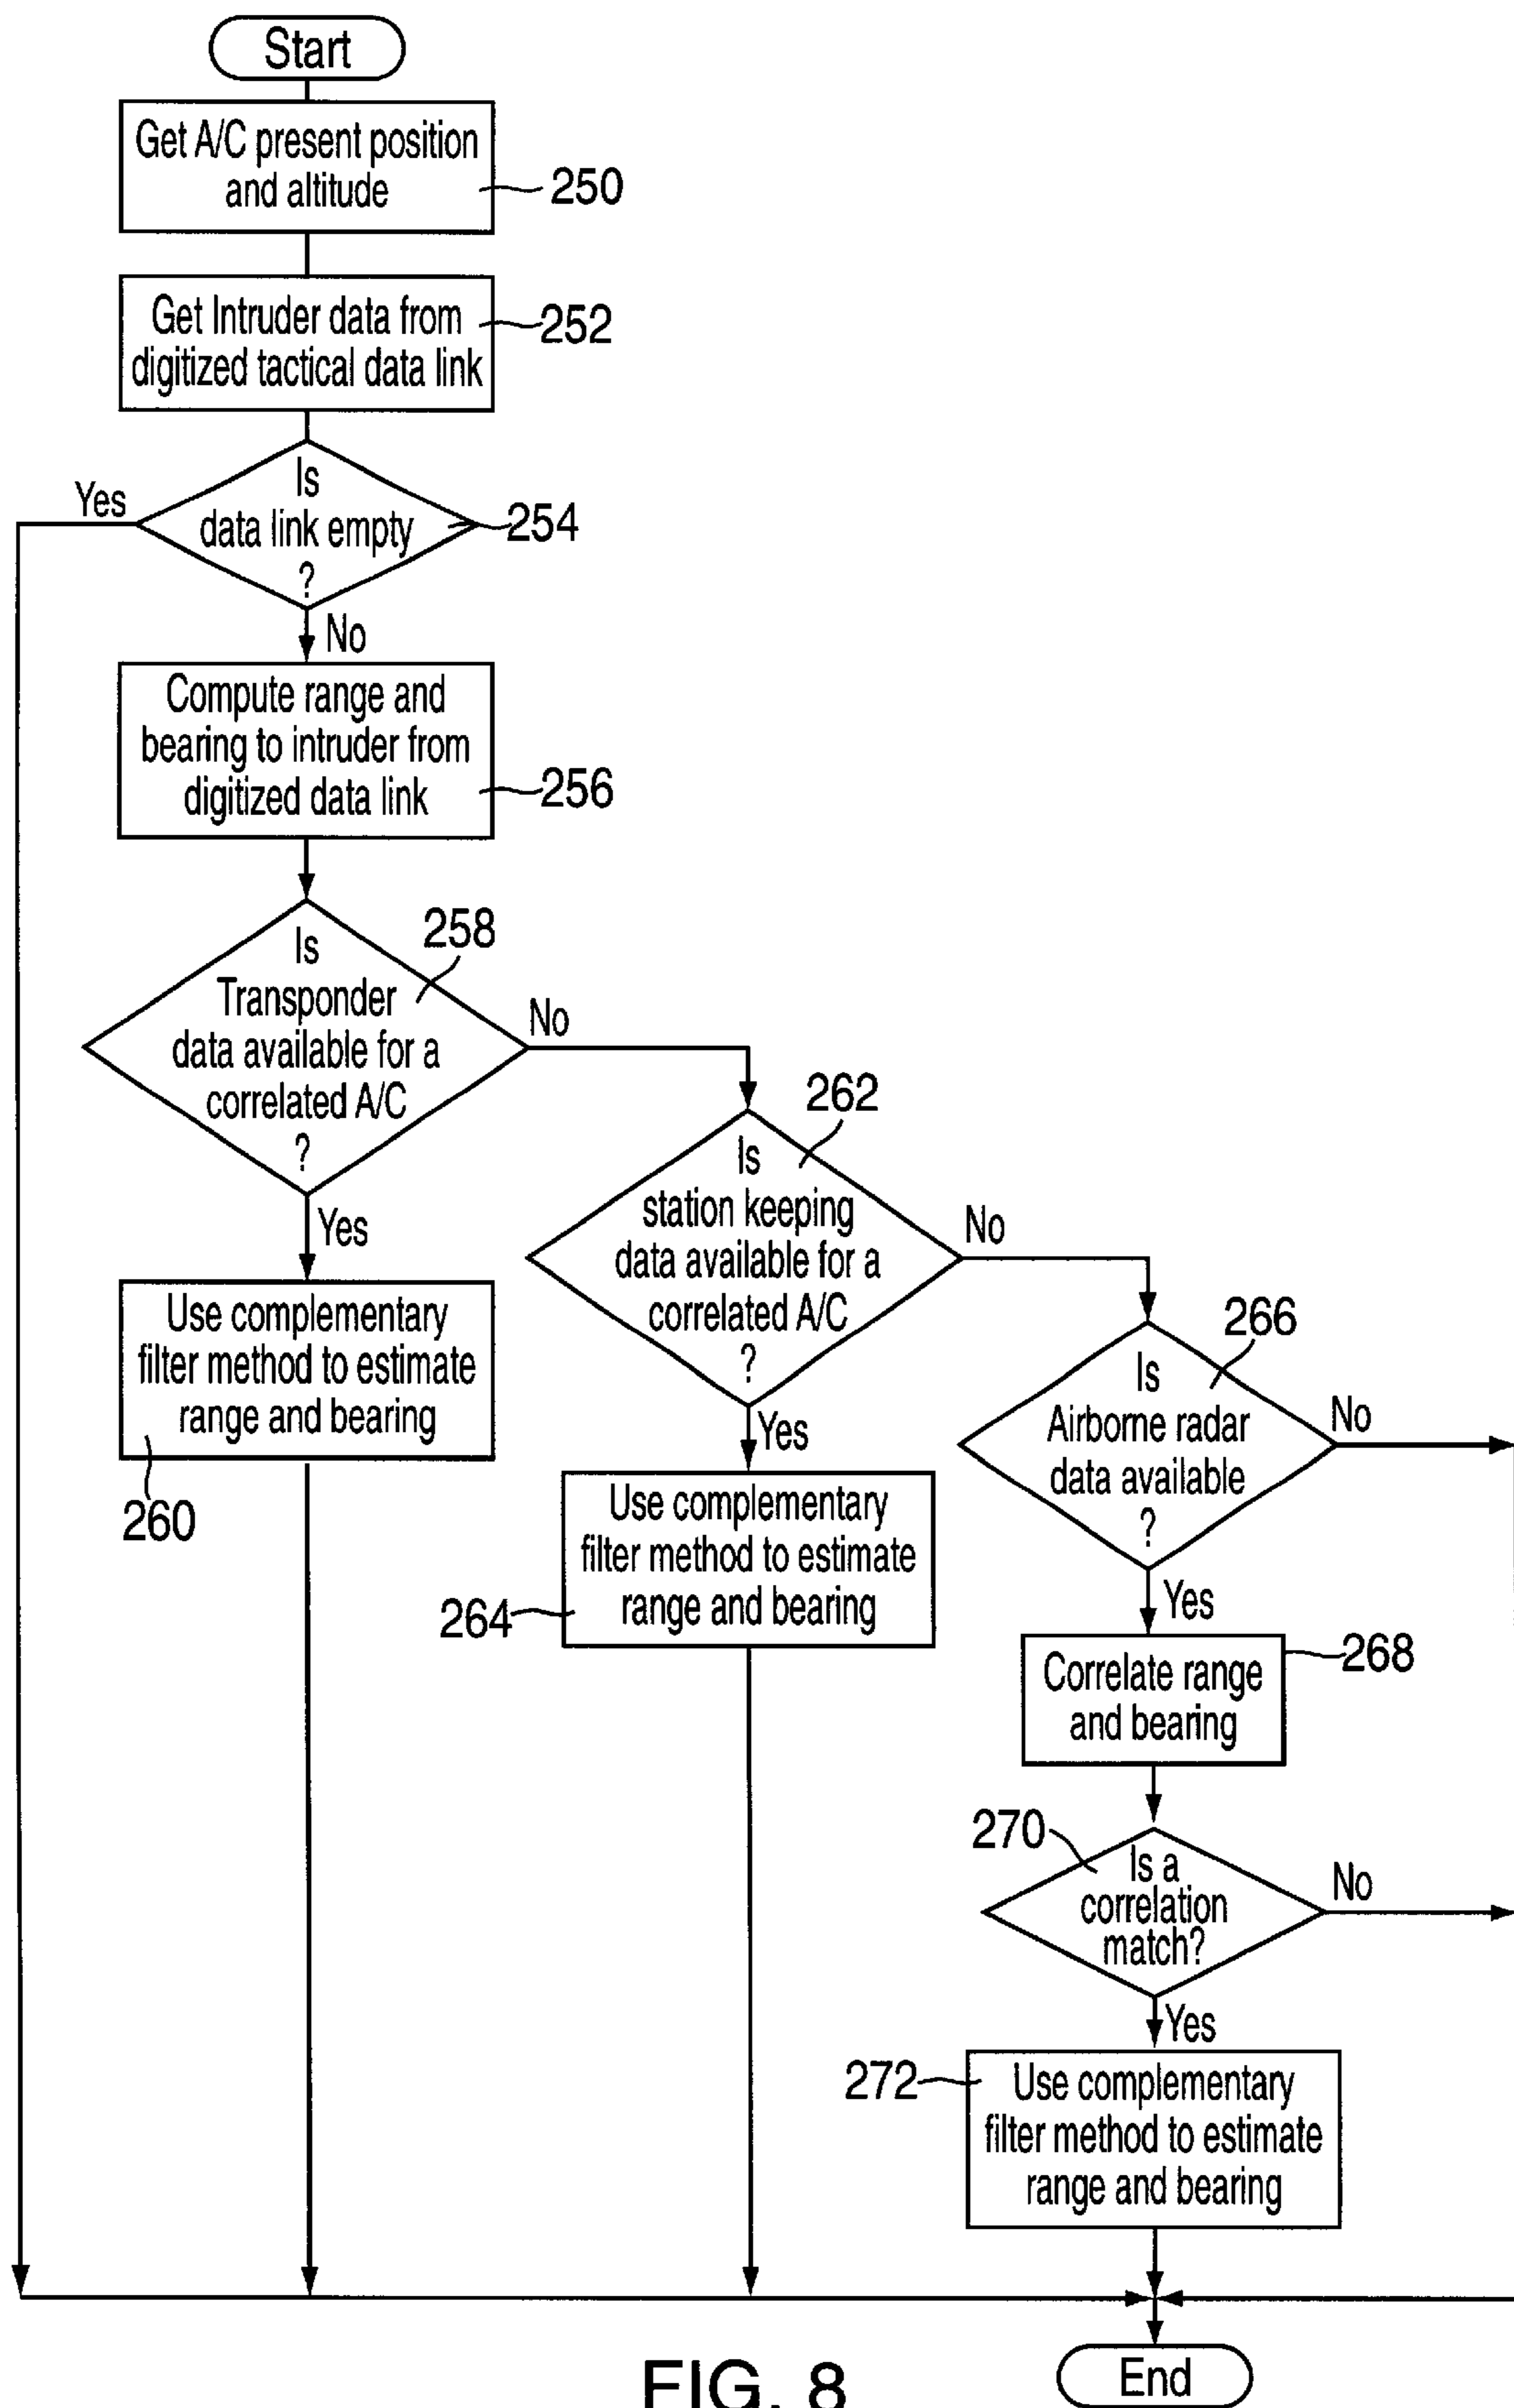 Start
Get A/C present position
and altitude
250
Get Intruder data from
digitized tactical data link
252
Is
data link empty
?
254
Yes
No
Compute range and
bearing to intruder from
digitized data link
256
Is
Transponder
data available for a
correlated A/C
?
258
No
Yes
Use complementary
filter method to estimate
range and bearing
260
Is
station keeping
data available for a
correlated A/C
?
262
No
Yes
Use complementary
filter method to estimate
range and bearing
264
Is
Airborne radar
data available
?
266
No
Yes
Correlate range
and bearing
268
Is a
correlation
match?
270
No
Yes
Use complementary
filter method to estimate
range and bearing
272
End
FIG. 8